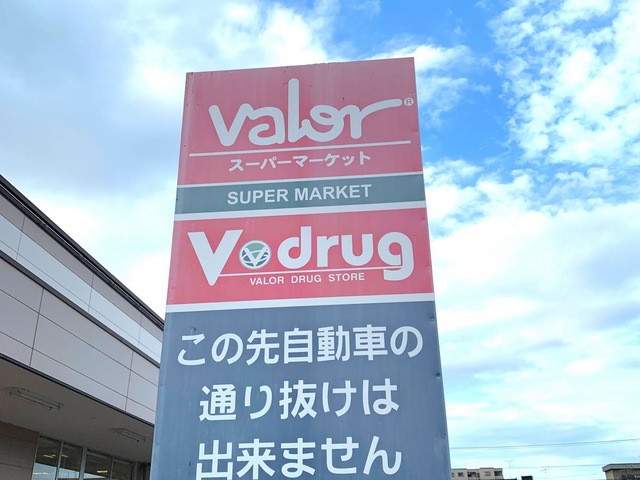 valor®
スーパーマーケット
SUPER MARKET
V drug
VALOR DRUG STORE
この先自動車の
通り抜けは
出来ません